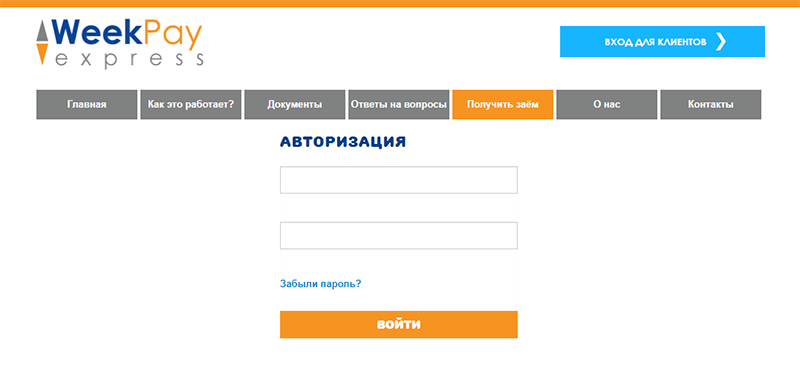 WeekPay
express
ВХОД ДЛЯ КЛИЕНТОВ
Главная Как это работает? Документы Ответы на вопросы Получить заём О нас Контакты
АВТОРИЗАЦИЯ
Забыли пароль?
ВОЙТИ